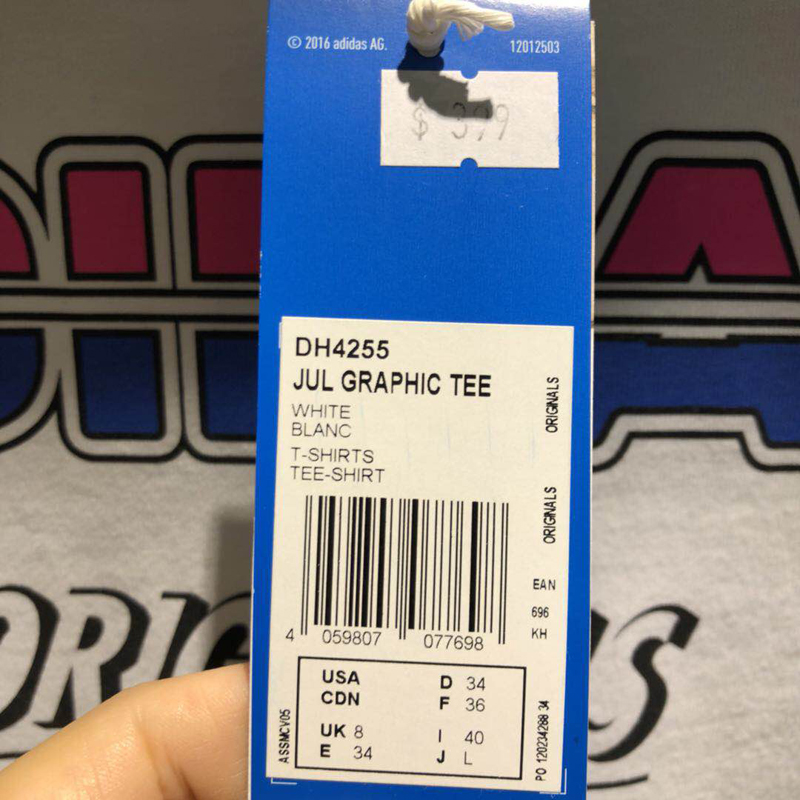 © 2016 adidas AG.
12012503
$ 399
DH4255
JUL GRAPHIC TEE
WHITE
BLANC
T-SHIRTS
TEE-SHIRT
ORIGINALS
ORIGINALS
EAN
696
KH
4 059807 077698
USA
CDN
UK 8
E 34
D 34
F 36
I 40
J L
ASSMCV05
PO 120234288 34